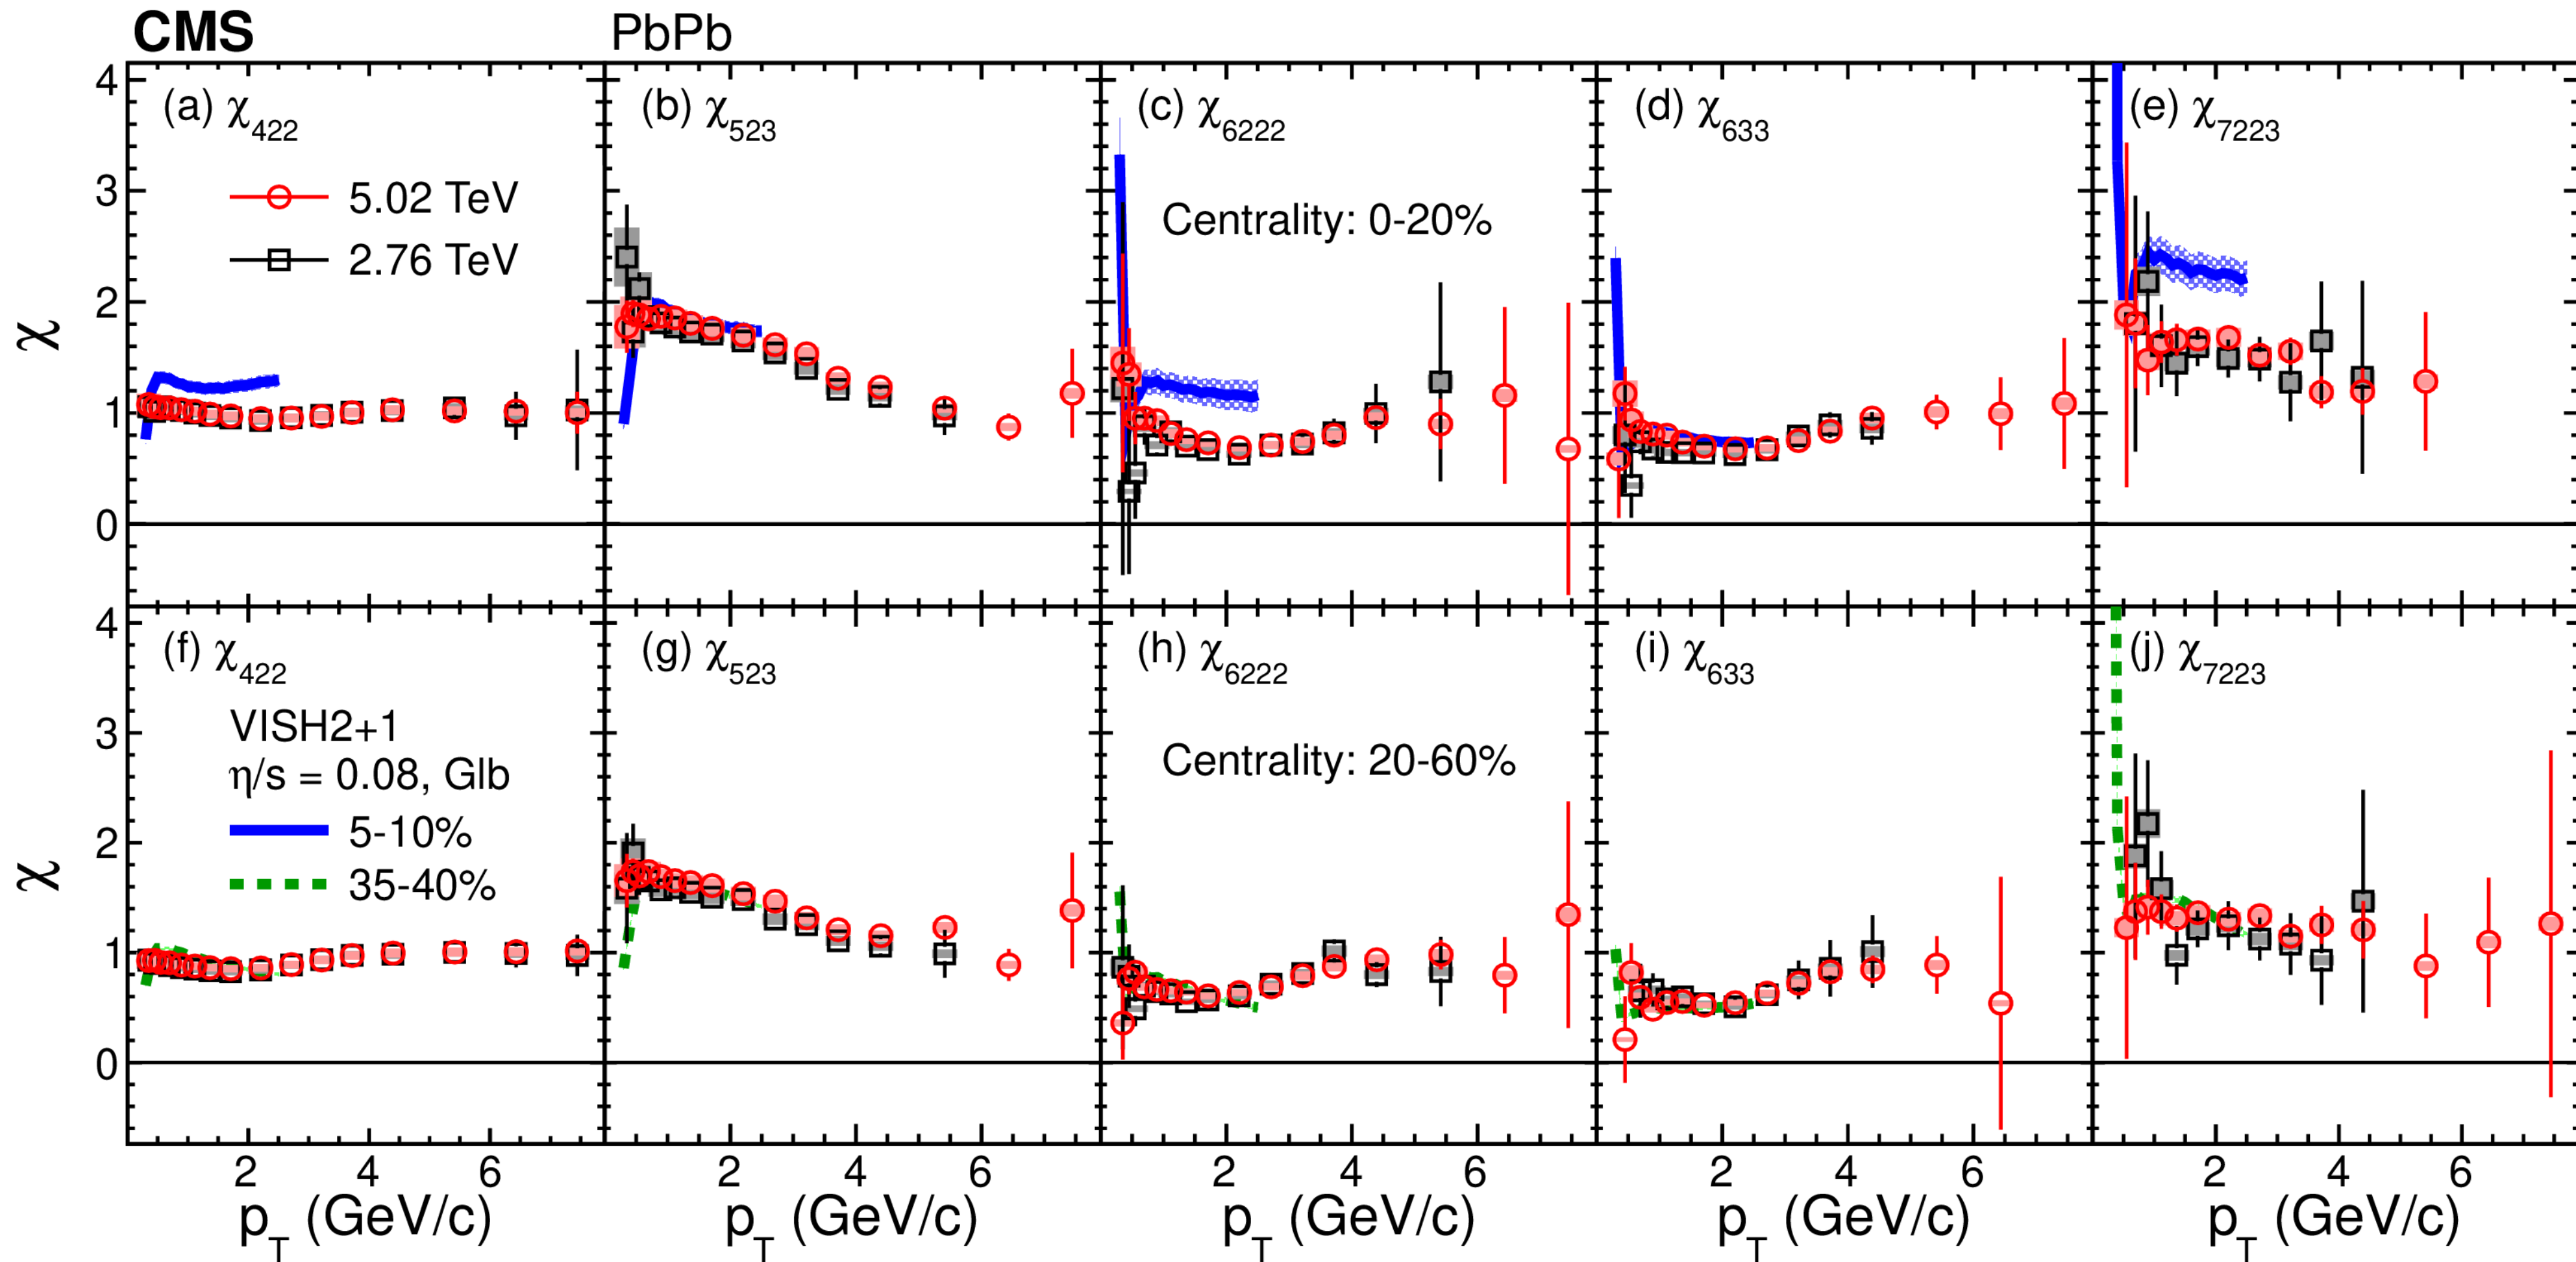 CMS PbPb
4
3
2
1
0
χ
(a) χ422
5.02 TeV
2.76 TeV
(b) χ523
(c) χ6222
Centrality: 0-20%
(d) χ633
(e) χ7223
4
3
2
1
0
χ
(f) χ422
VISH2+1
η/s = 0.08, Glb
5-10%
35-40%
(g) χ523
(h) χ6222
Centrality: 20-60%
(i) χ633
(j) χ7223
2 4 6
2 4 6
2 4 6
2 4 6
2 4 6
pT (GeV/c)
pT (GeV/c)
pT (GeV/c)
pT (GeV/c)
pT (GeV/c)